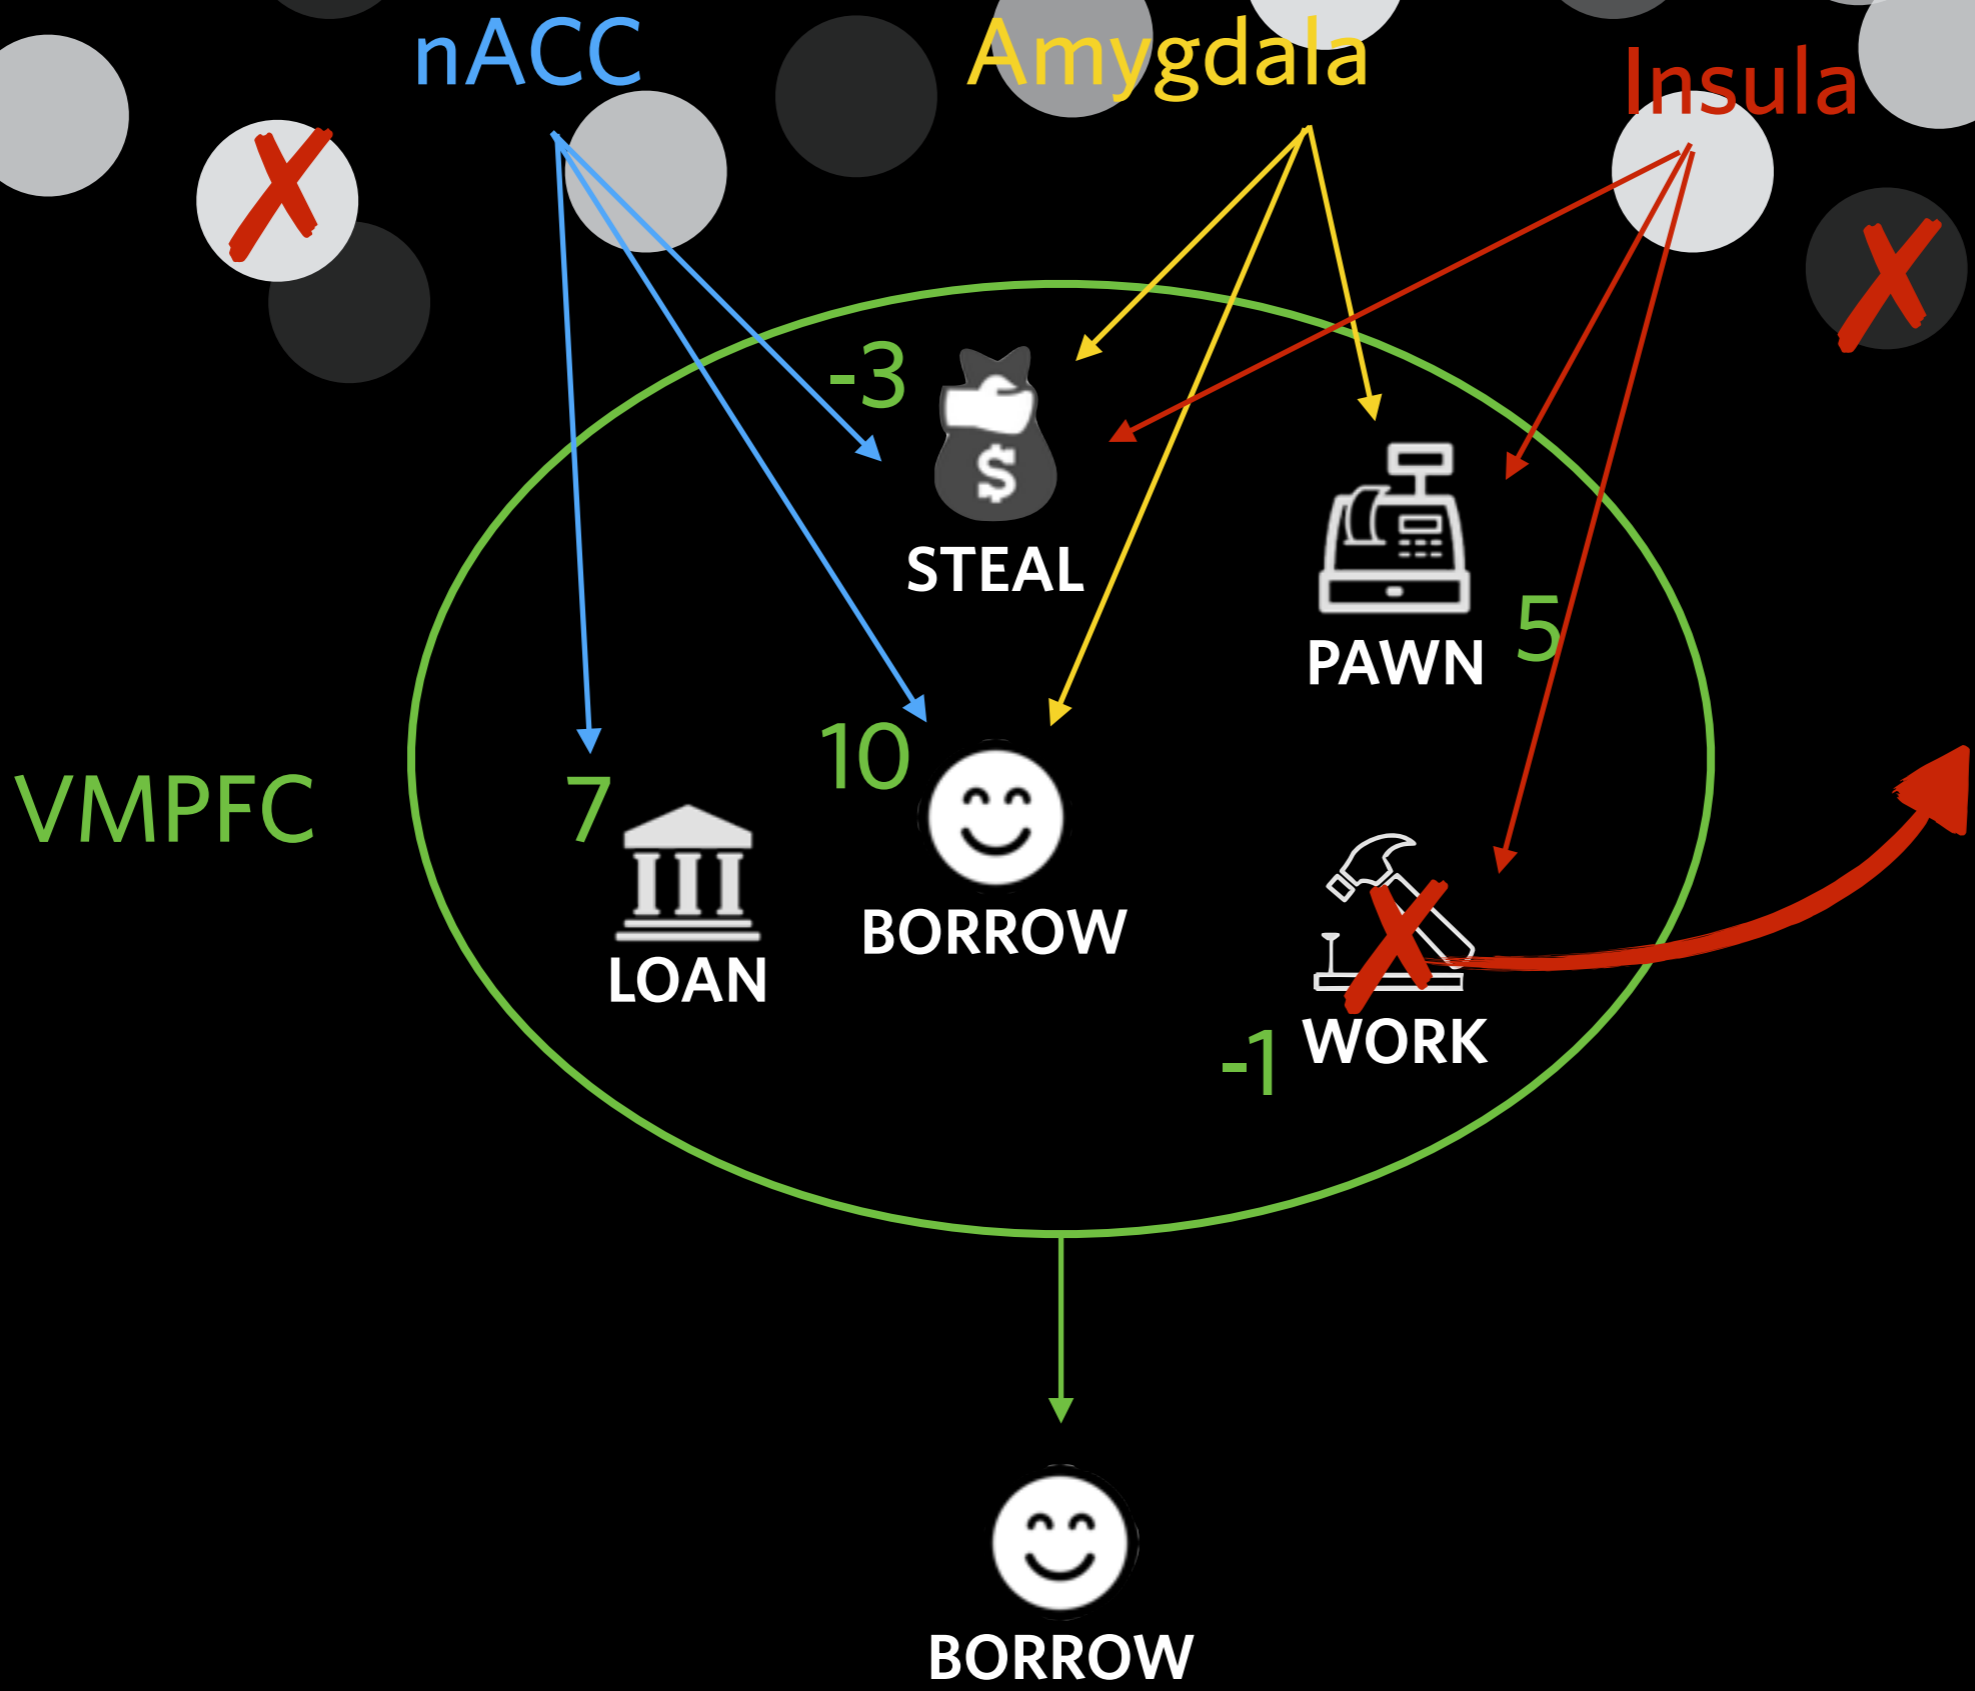 nACC
Amygdala
Insula
-3
$
STEAL
PAWN
5
VMPFC
7
10
LOAN
BORROW
-1
WORK
BORROW